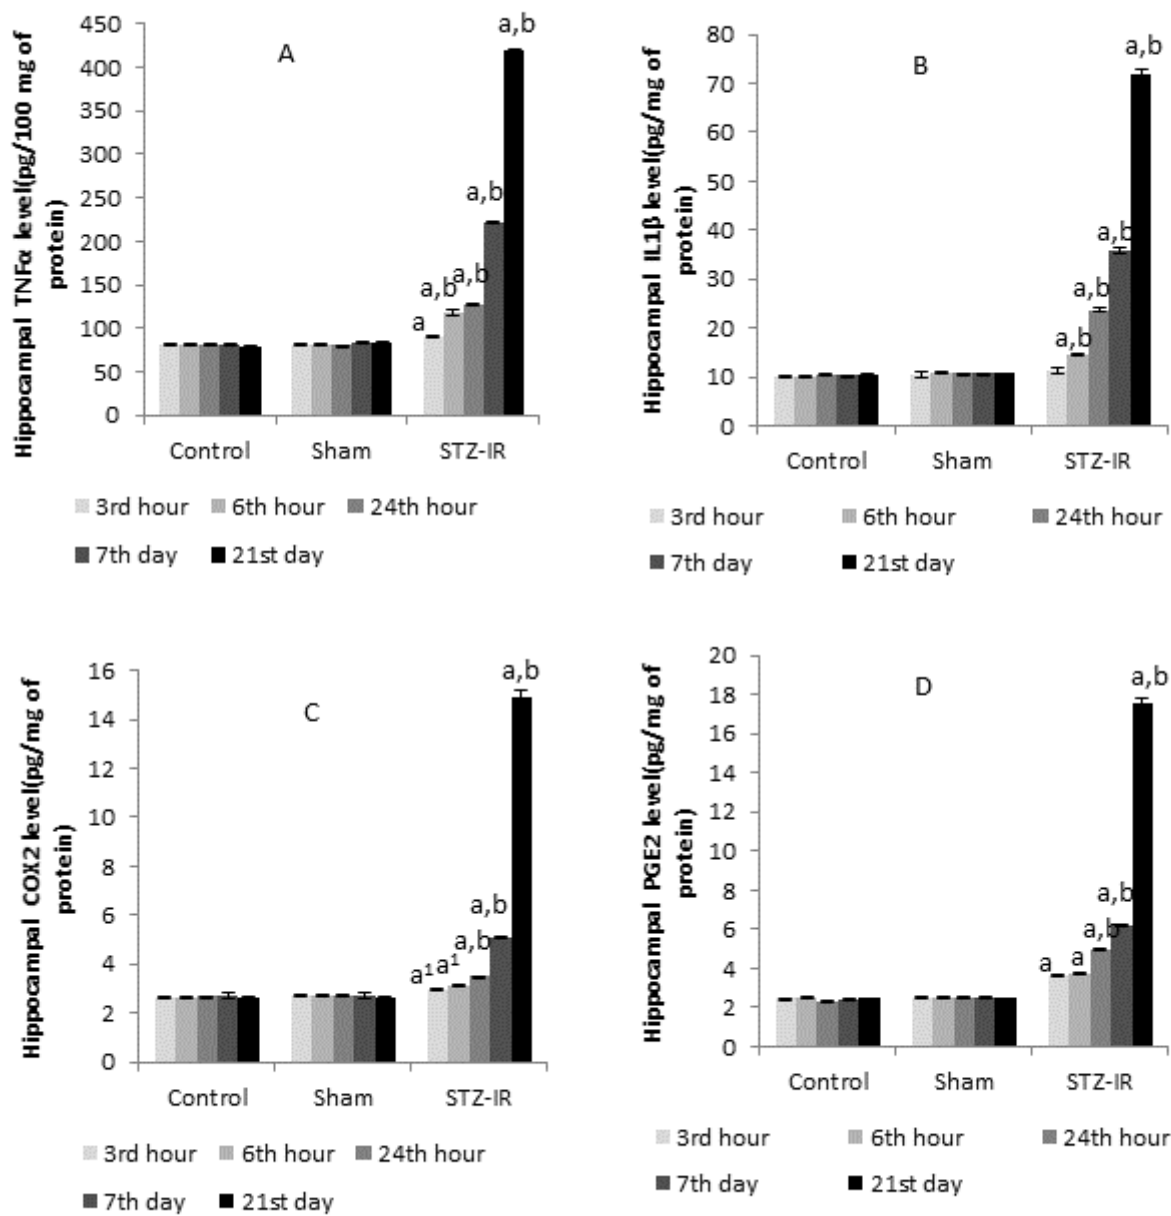 A
Hippocampal TNFα level(pg/100 mg of
protein)
450
400
350
300
250
200
150
100
50
0
a
a,b
a,b
a,b
a,b
Control Sham STZ-IR
3rd hour 6th hour 24th hour
7th day 21st day
B
Hippocampal IL1β level(pg/mg of
protein)
80
70
60
50
40
30
20
10
0
a,b
a,b
a,b
a,b
Control Sham STZ-IR
3rd hour 6th hour 24th hour
7th day 21st day
C
Hippocampal COX2 level(pg/mg of
protein)
16
14
12
10
8
6
4
2
0
a¹
a¹
a,b
a,b
a,b
Control Sham STZ-IR
3rd hour 6th hour 24th hour
7th day 21st day
D
Hippocampal PGE2 level(pg/mg of
protein)
20
18
16
14
12
10
8
6
4
2
0
a
a
a,b
a,b
a,b
Control Sham STZ-IR
3rd hour 6th hour 24th hour
7th day 21st day